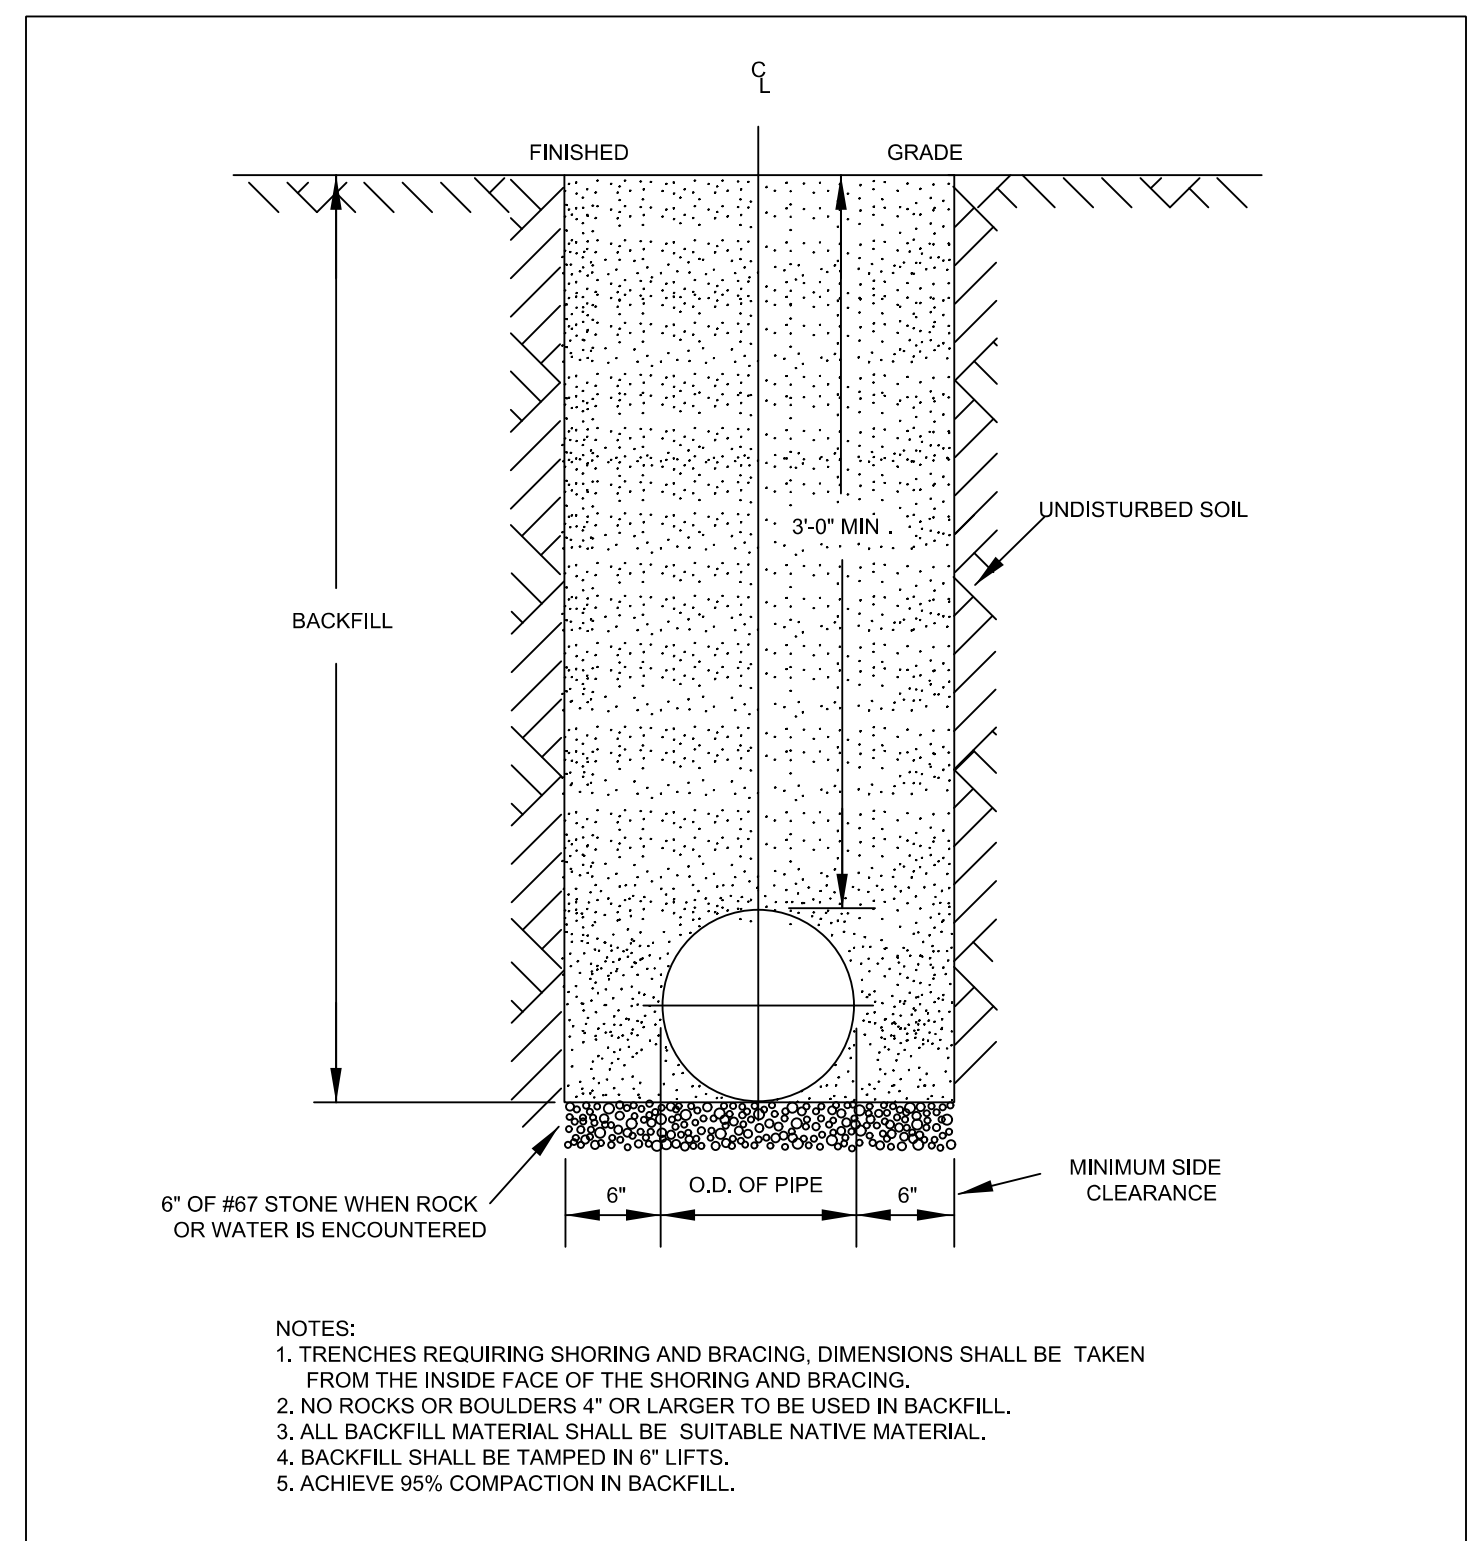 CL
FINISHED GRADE
UNDISTURBED SOIL
3'-0" MIN .
BACKFILL
MINIMUM SIDE
CLEARANCE
6" O.D. OF PIPE 6"
6" OF #67 STONE WHEN ROCK
OR WATER IS ENCOUNTERED
NOTES:
1. TRENCHES REQUIRING SHORING AND BRACING, DIMENSIONS SHALL BE TAKEN
FROM THE INSIDE FACE OF THE SHORING AND BRACING.
2. NO ROCKS OR BOULDERS 4" OR LARGER TO BE USED IN BACKFILL.
3. ALL BACKFILL MATERIAL SHALL BE SUITABLE NATIVE MATERIAL.
4. BACKFILL SHALL BE TAMPED IN 6" LIFTS.
5. ACHIEVE 95% COMPACTION IN BACKFILL.